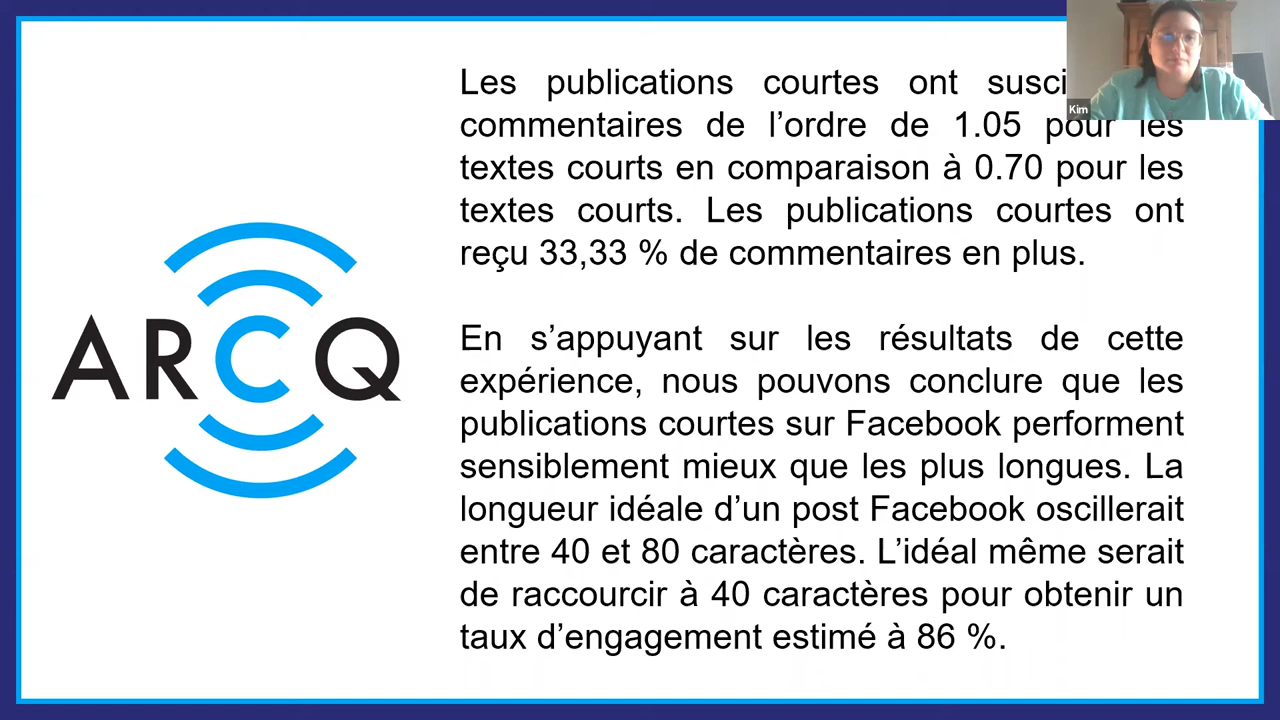 Les publications courtes ont
commentaires de l’ordre de 1.05 pour les
textes courts en comparaison à 0.70 pour les
textes courts. Les publications courtes ont
reçu 33,33 % de commentaires en plus.
En s’appuyant sur les résultats de cette
expérience, nous pouvons conclure que les
publications courtes sur Facebook performent
sensiblement mieux que les plus longues. La
longueur idéale d’un post Facebook oscillerait
entre 40 et 80 caractères. L’idéal même serait
de raccourcir à 40 caractères pour obtenir un
taux d’engagement estimé à 86 %.
ARCQ
Kim